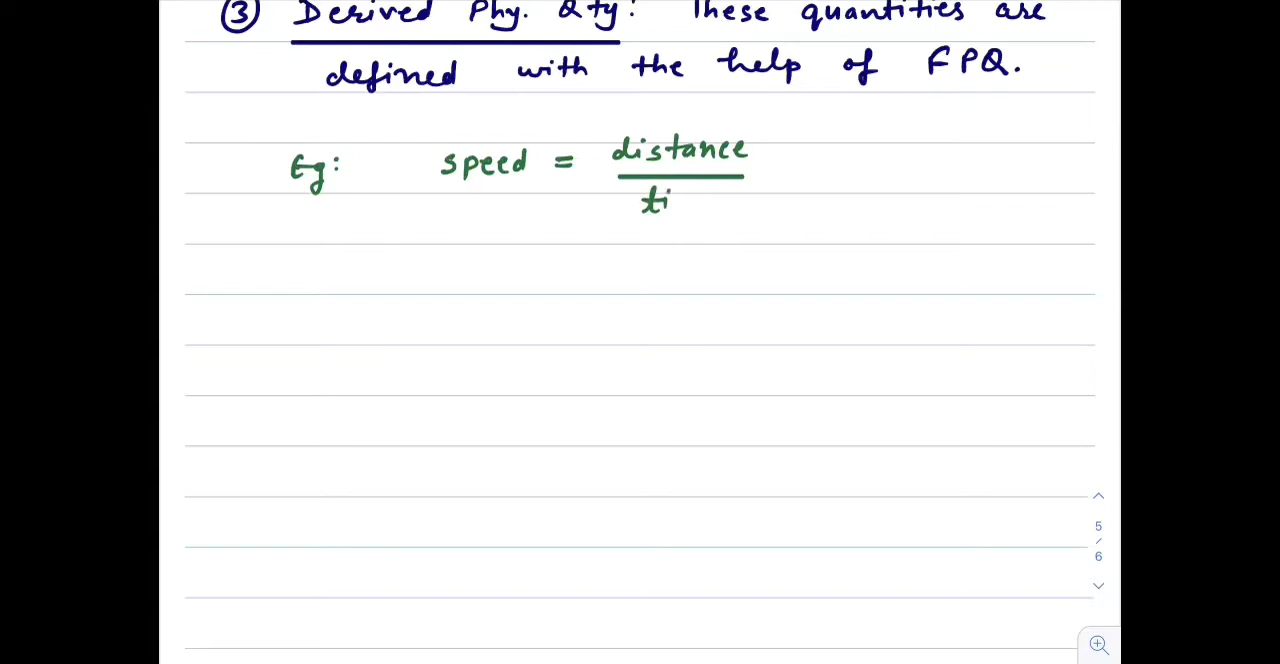 ③ Derived Phy. Qty: These quantities are
defined with the help of FPQ.
Eg: speed = distance
ti
5
/
6